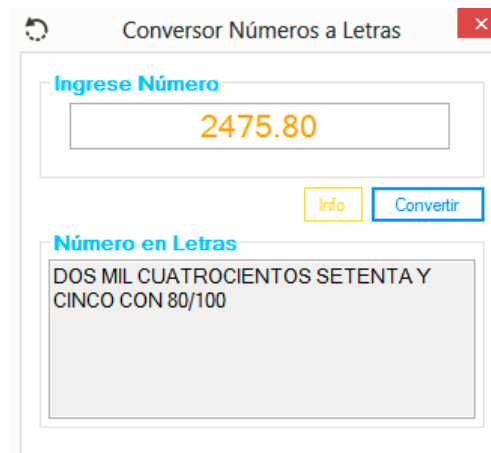 Conversor Números a Letras
Ingrese Número
2475.80
Info
Convertir
Número en Letras
DOS MIL CUATROCIENTOS SETENTA Y
CINCO CON 80/100